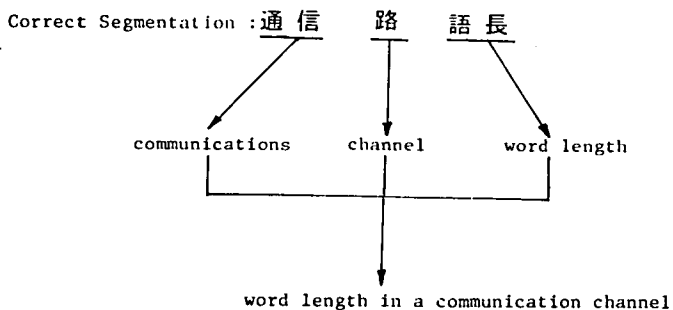 Correct Segmentation : 通信 路 語長
communications channel word length
word length in a communication channel